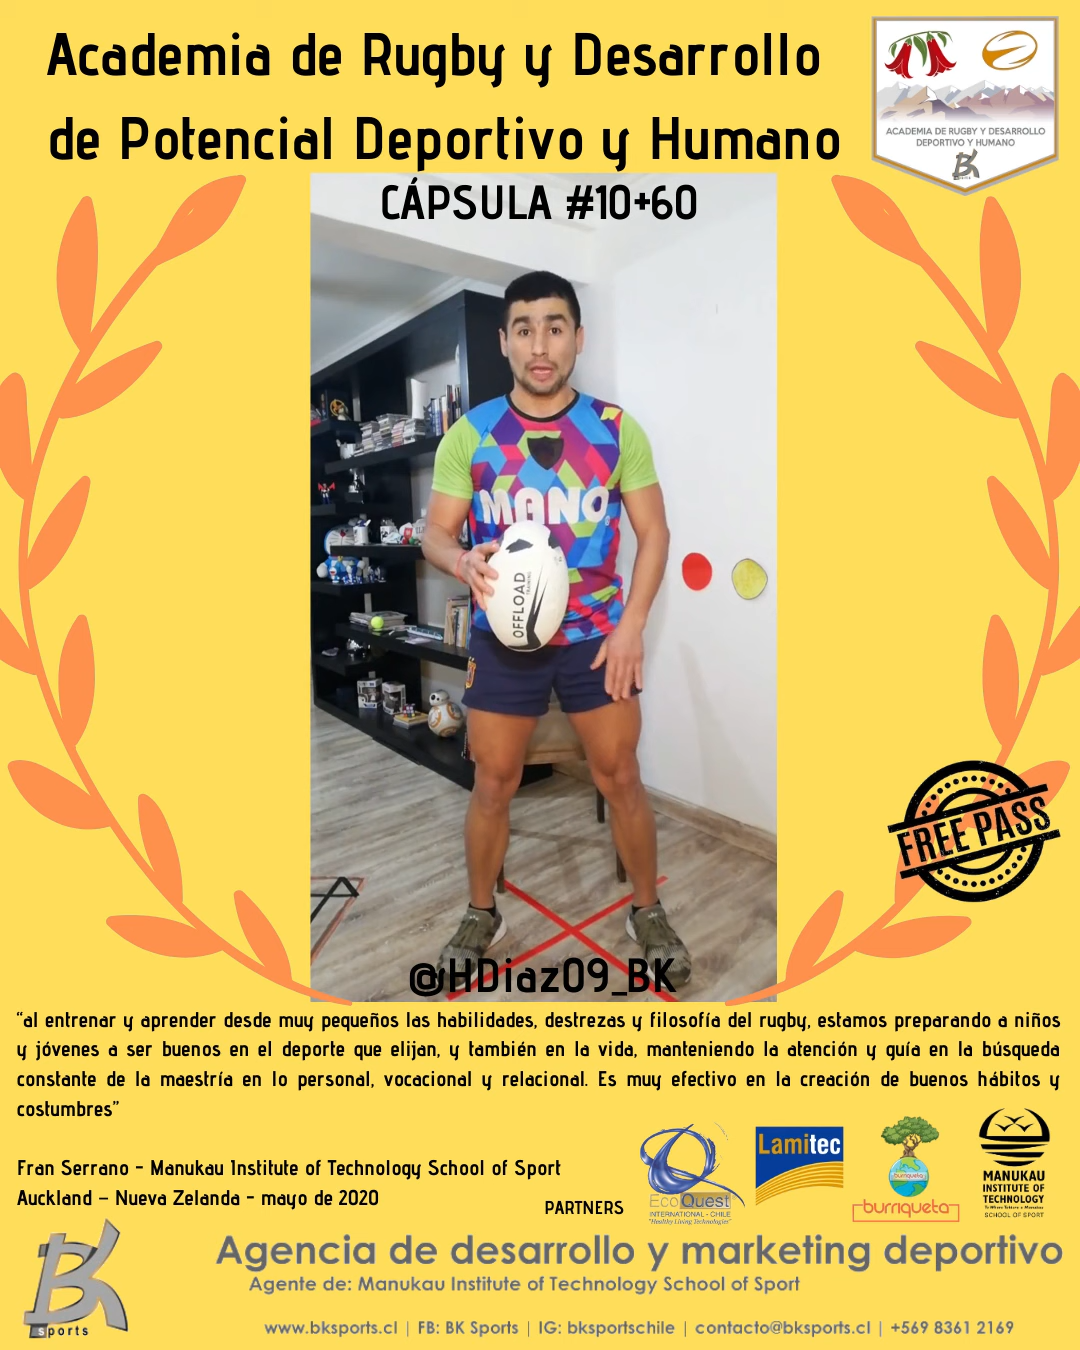 Academia de Rugby y Desarrollo
de Potencial Deportivo y Humano
ACADEMIA DE RUGBY Y DESARROLLO
DEPORTIVO Y HUMANO
BK
CÁPSULA #10+60
MANO
OFFLOAD
TRAINING
FREE PASS
@HDiaz09_BK
“al entrenar y aprender desde muy pequeños las habilidades, destrezas y filosofía del rugby, estamos preparando a niños
y jóvenes a ser buenos en el deporte que elijan, y también en la vida, manteniendo la atención y guía en la búsqueda
constante de la maestría en lo personal, vocacional y relacional. Es muy efectivo en la creación de buenos hábitos y
costumbres”
Fran Serrano - Manukau Institute of Technology School of Sport
Auckland – Nueva Zelanda - mayo de 2020
PARTNERS
EcoQuest
INTERNATIONAL - CHILE
"Healthy Living Technologies"
Lamitec
burriqueta
burriqueta
MANUKAU
INSTITUTE OF
TECHNOLOGY
SCHOOL OF SPORT
BK
sports
Agencia de desarrollo y marketing deportivo
Agente de: Manukau Institute of Technology School of Sport
www.bksports.cl | FB: BK Sports | IG: bksportschile | contacto@bksports.cl | +569 8361 2169